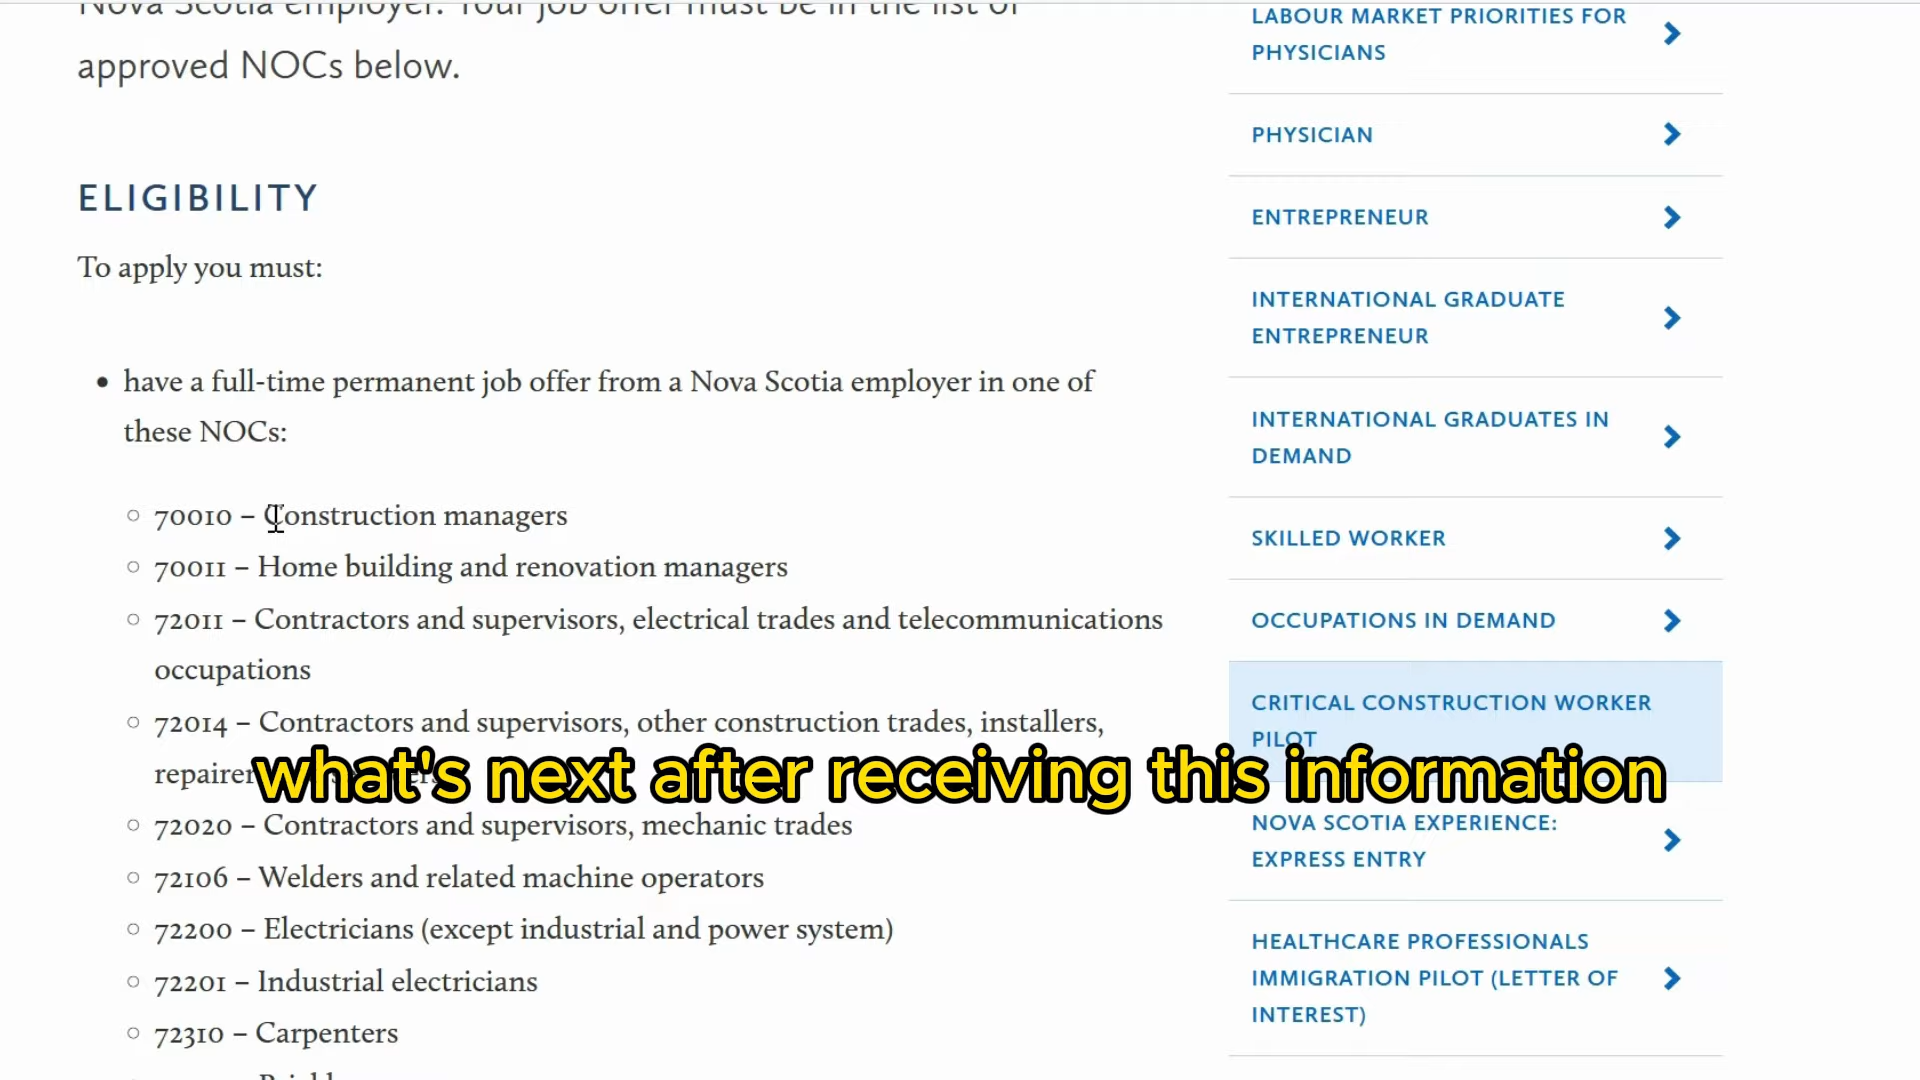 Nova Scotia employer. Your job offer must be in the list of
approved NOCs below.
ELIGIBILITY
To apply you must:
have a full-time permanent job offer from a Nova Scotia employer in one of
these NOCs:
70010 – Construction managers
70011 – Home building and renovation managers
72011 – Contractors and supervisors, electrical trades and telecommunications
occupations
72014 – Contractors and supervisors, other construction trades, installers,
72020 – Contractors and supervisors, mechanic trades
72106 – Welders and related machine operators
72200 – Electricians (except industrial and power system)
72201 – Industrial electricians
72310 – Carpenters
what's next after receiving this information
LABOUR MARKET PRIORITIES FOR
PHYSICIANS
PHYSICIAN
ENTREPRENEUR
INTERNATIONAL GRADUATE
ENTREPRENEUR
INTERNATIONAL GRADUATES IN
DEMAND
SKILLED WORKER
OCCUPATIONS IN DEMAND
CRITICAL CONSTRUCTION WORKER
PILOT
NOVA SCOTIA EXPERIENCE:
EXPRESS ENTRY
HEALTHCARE PROFESSIONALS
IMMIGRATION PILOT (LETTER OF
INTEREST)